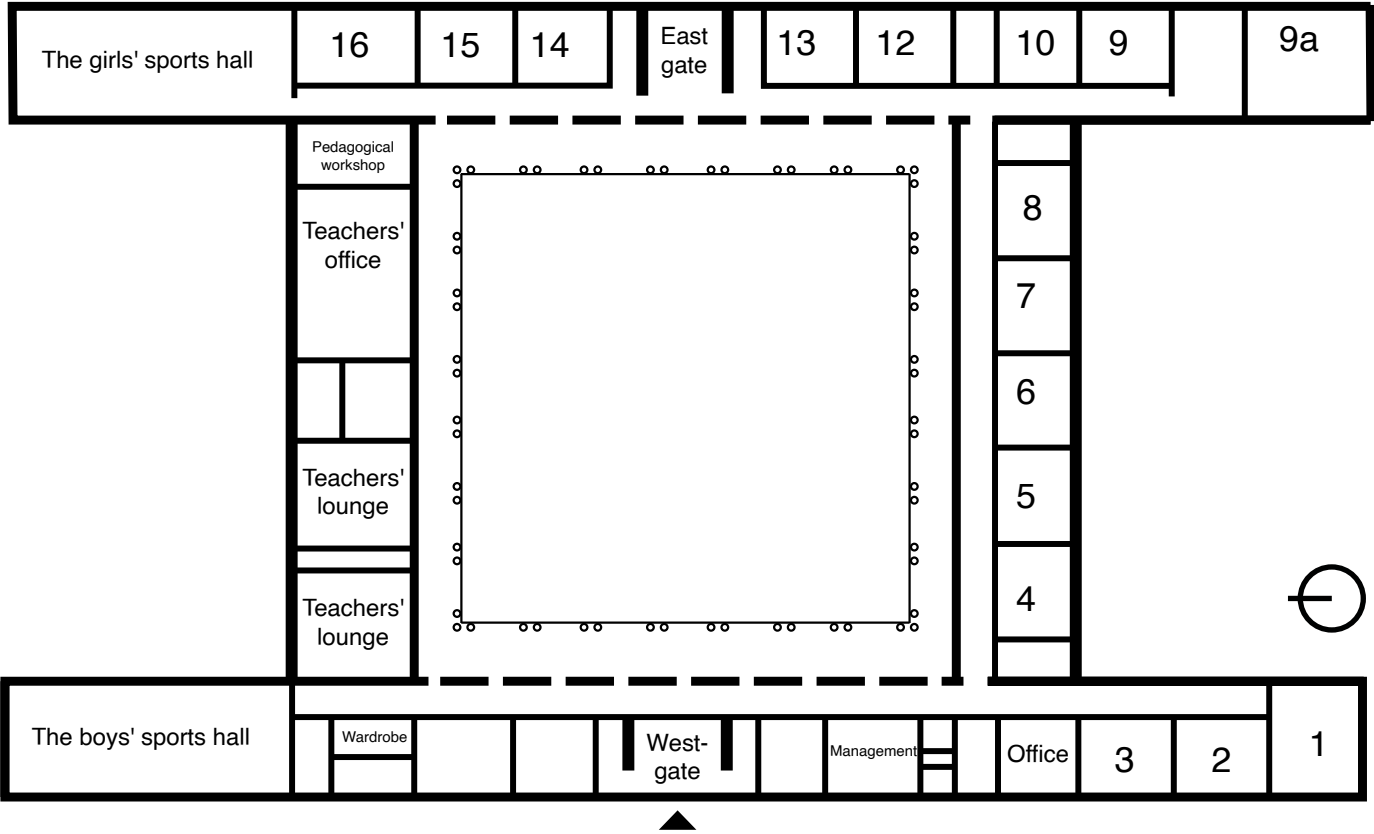 The girls' sports hall
16
15
14
East
gate
13
12
10
9
9a
Pedagogical
workshop
Teachers'
office
8
7
6
Teachers'
lounge
5
Teachers'
lounge
4
The boys' sports hall
Wardrobe
West-
gate
Management
Office
3
2
1